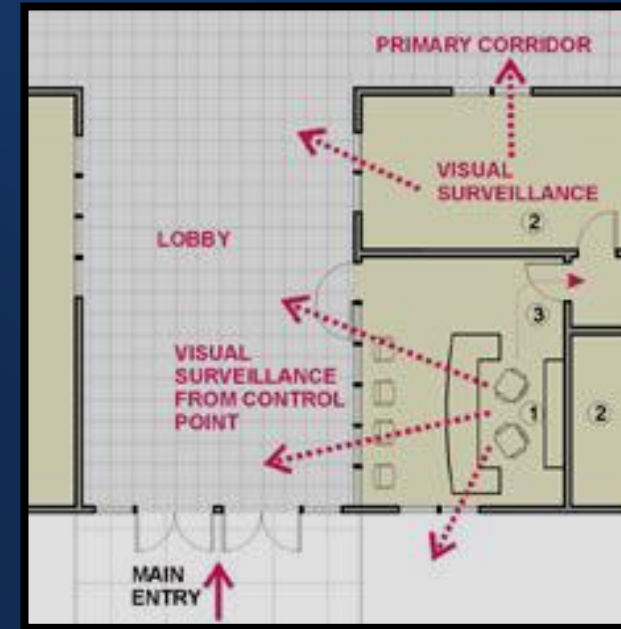 PRIMARY CORRIDOR
VISUAL
SURVEILLANCE
2
LOBBY
3
VISUAL
SURVEILLANCE
FROM CONTROL
POINT
1
2
MAIN
ENTRY